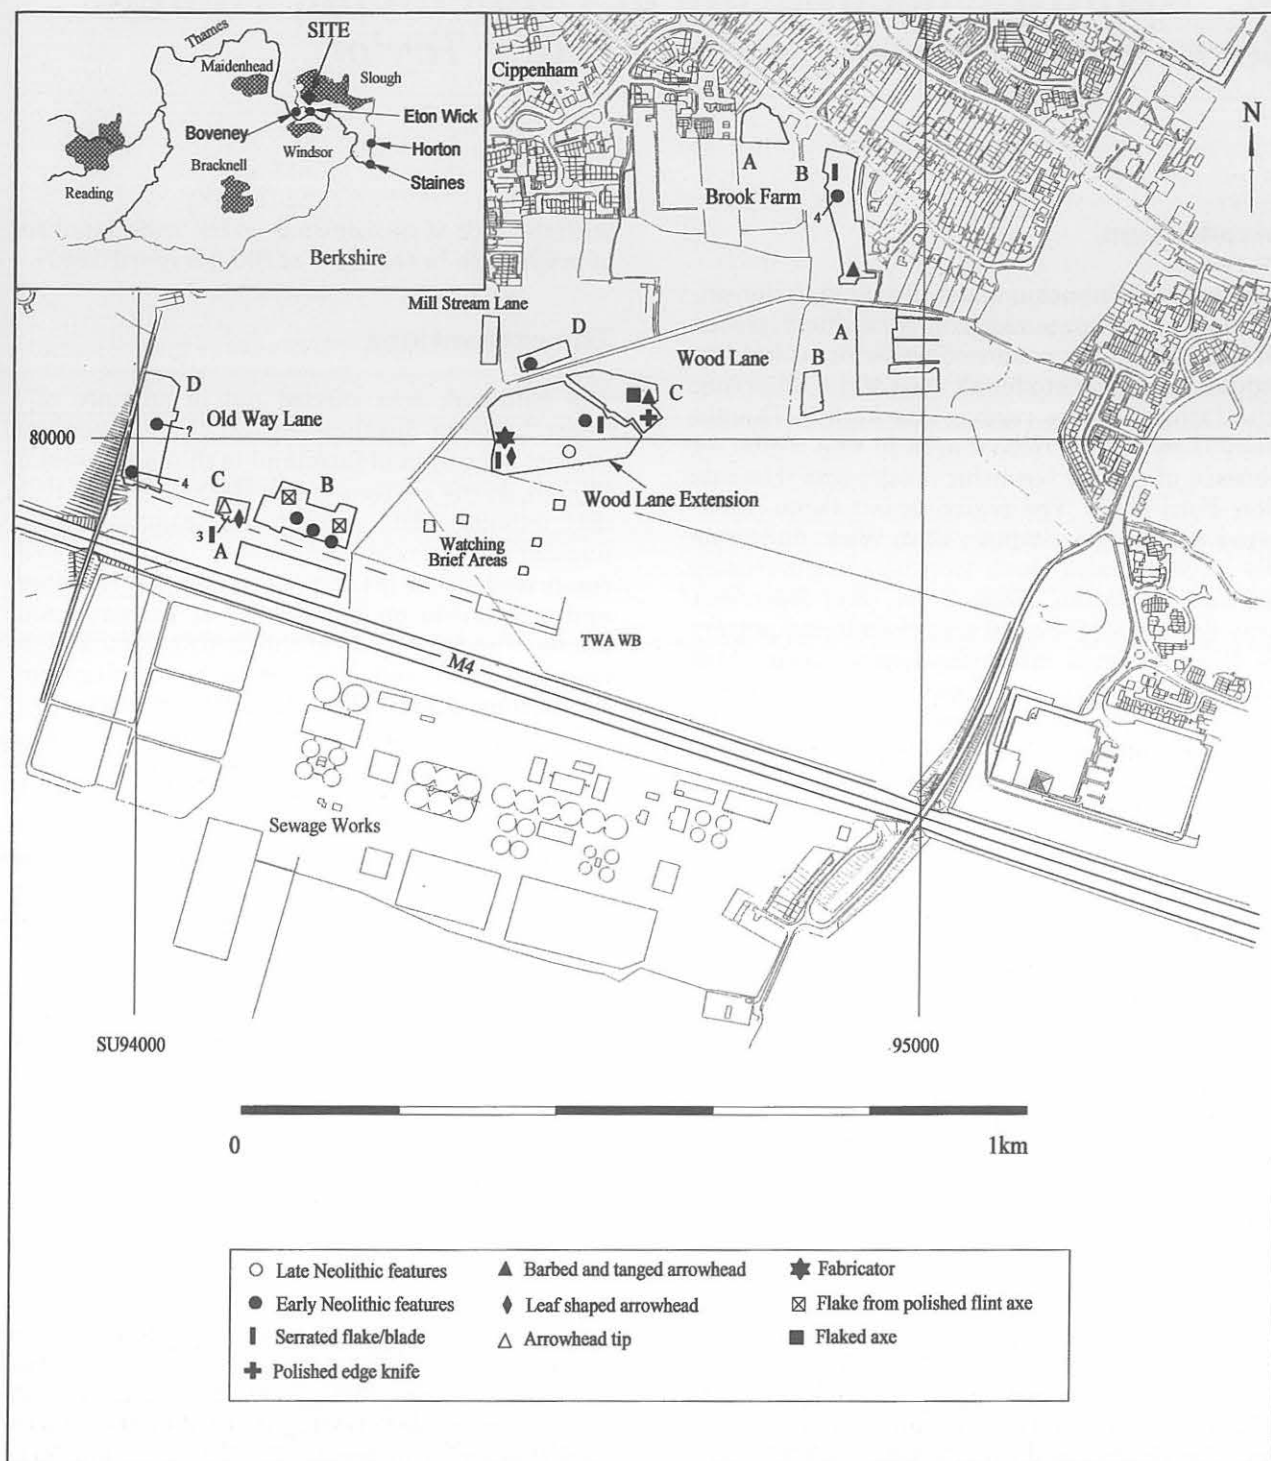 SITE
Thames
Maidenhead
Slough
Eton Wick
Boveney
Windsor
Horton
Bracknell
Staines
Reading
Berkshire
Cippenham
N
A
B
Brook Farm
4
Mill Stream Lane
D
Wood Lane
A
B
C
D
Old Way Lane
?
80000
4
C
B
3
A
Wood Lane Extension
Watching
Brief Areas
TWA WB
M4
Sewage Works
SU94000
95000
0
1km
Late Neolithic features
Early Neolithic features
Serrated flake/blade
Polished edge knife
Barbed and tanged arrowhead
Leaf shaped arrowhead
Arrowhead tip
Fabricator
Flake from polished flint axe
Flaked axe